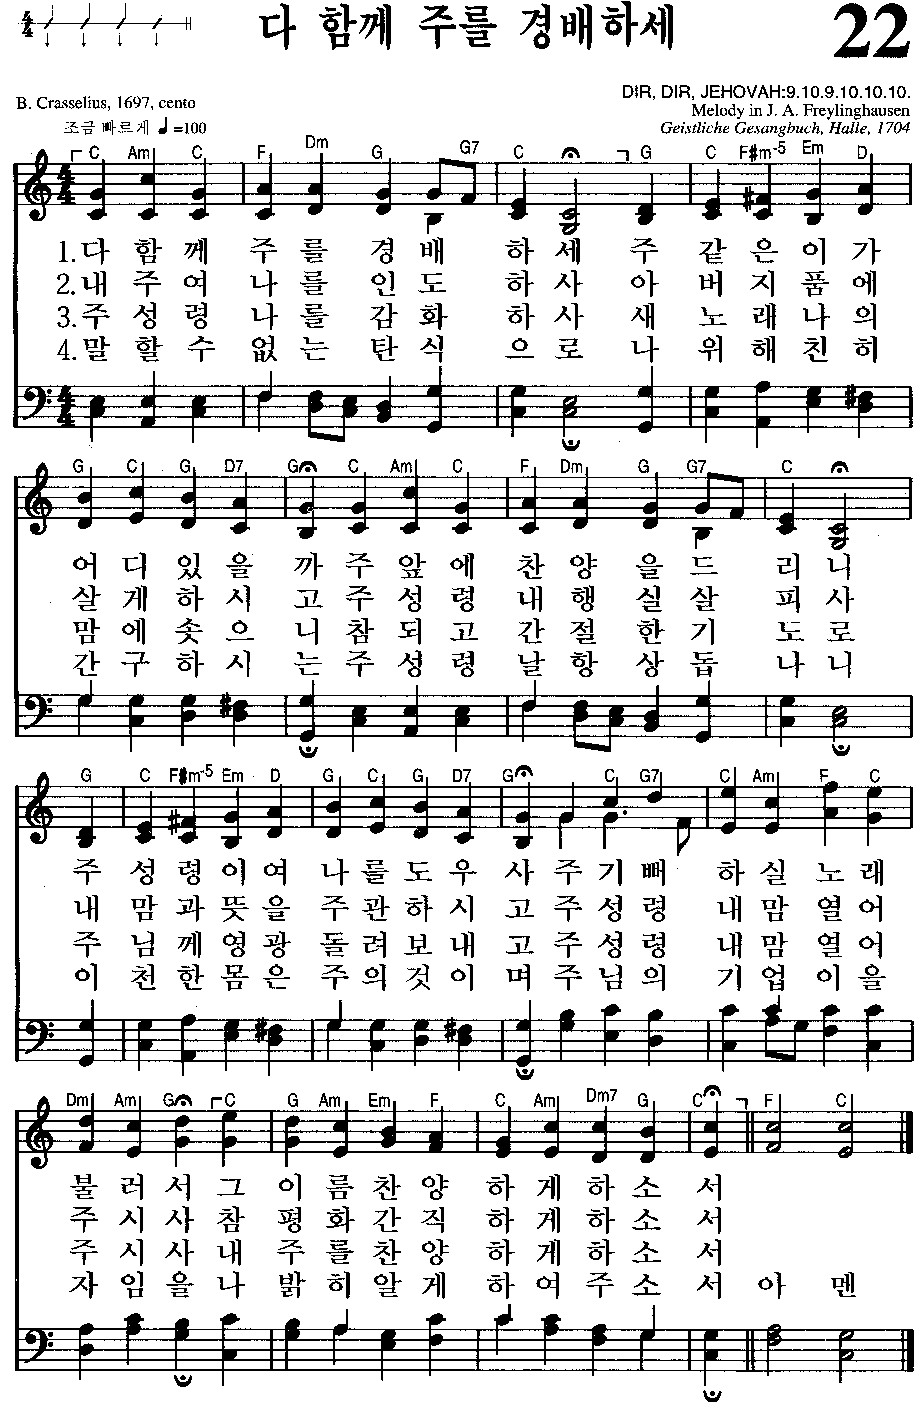 다 함께 주를 경배하세 22
B. Crasselius, 1697, cento
DIR, DIR, JEHOVAH:9.10.9.10.10.10.
Melody in J. A. Freylinghausen
조금 빠르게 ♩=100
Geistliche Gesangbuch, Halle, 1704
C Am C F Dm G G7 C G C F#m-5 Em D
1.다 함 께 주 를 경 배 하 세 주 같 은 이 가
2.내 주 여 나 를 인 도 하 사 아 버 지 품 에
3.주 성 령 나 를 감 화 하 사 새 노 래 나 의
4.말 할 수 없 는 탄 식 으 로 나 위 해 친 히
G C G D7 G C Am C F Dm G G7 C
어 디 있 을 까 주 앞 에 찬 양 을 드 리 니
살 게 하 시 고 주 성 령 내 행 실 살 피 사
맘 에 솟 으 니 참 되 고 간 절 한 기 도 로
간 구 하 시 는 주 성 령 날 항 상 돕 나 니
G C F#m-5 Em D G C G D7 G C G7 C Am F C
주 성 령 이 여 나 를 도 우 사 주 기 뻐 하 실 노 래
내 맘 과 뜻 을 주 관 하 시 고 주 성 령 내 맘 열 어
주 님 께 영 광 돌 려 보 내 고 주 성 령 내 맘 열 어
이 천 한 몸 은 주 의 것 이 며 주 님 의 기 업 이 을
Dm Am G C G Am Em F C Am Dm7 G C F C
불 러 서 그 이 름 찬 양 하 게 하 소 서
주 시 사 참 평 화 간 직 하 게 하 소 서
주 시 사 내 주 를 찬 양 하 게 하 소 서
자 임 을 나 밝 히 알 게 하 여 주 소 서 아 멘